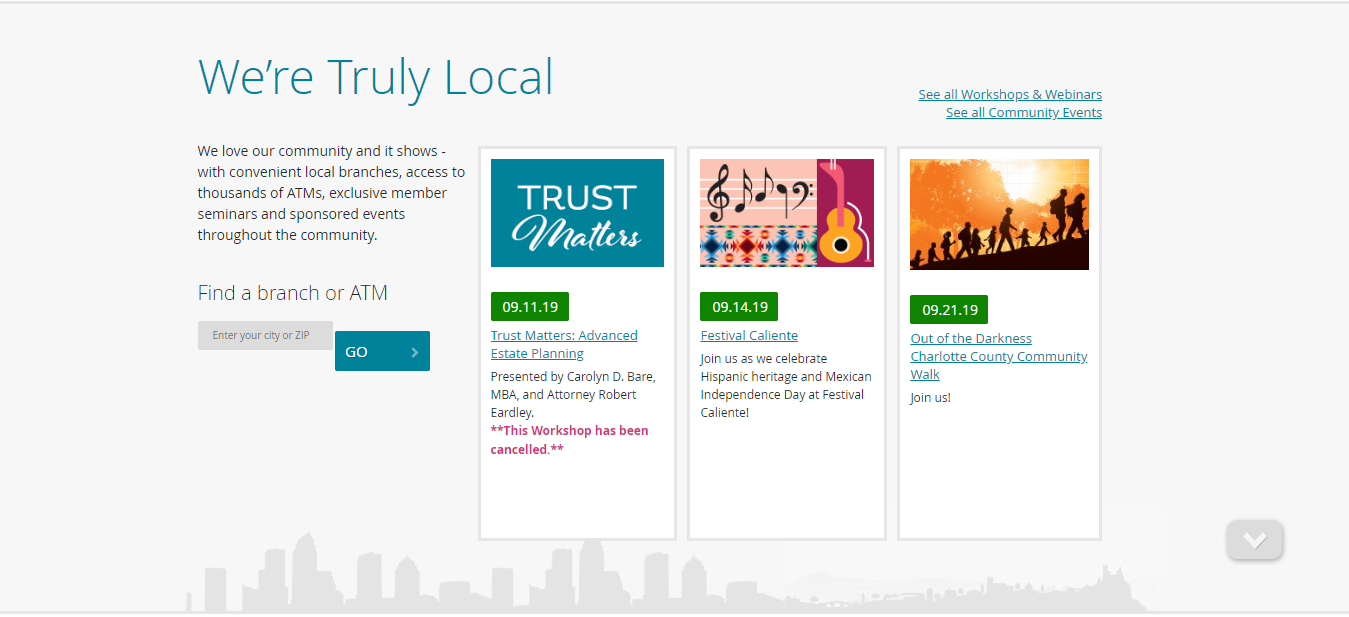 We’re Truly Local
See all Workshops & Webinars
See all Community Events
We love our community and it shows -
with convenient local branches, access to
thousands of ATMs, exclusive member
seminars and sponsored events
throughout the community.
Find a branch or ATM
Enter your city or ZIP
GO
TRUST
Matters
09.11.19
Trust Matters: Advanced
Estate Planning
Presented by Carolyn D. Bare,
MBA, and Attorney Robert
Eardley.
**This Workshop has been
cancelled.**
09.14.19
Festival Caliente
Join us as we celebrate
Hispanic heritage and Mexican
Independence Day at Festival
Caliente!
09.21.19
Out of the Darkness
Charlotte County Community
Walk
Join us!